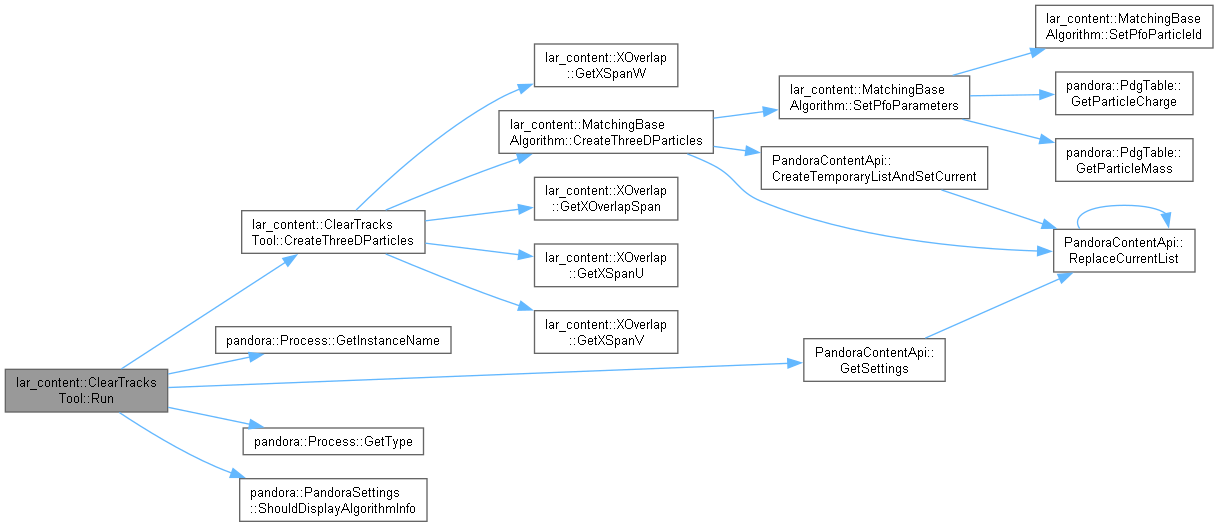 lar_content::MatchingBase
Algorithm::SetPfoParticleId
lar_content::XOverlap
::GetXSpanW
lar_content::MatchingBase
Algorithm::SetPfoParameters
pandora::PdgTable::
GetParticleCharge
lar_content::MatchingBase
Algorithm::CreateThreeDParticles
pandora::PdgTable::
GetParticleMass
PandoraContentApi::
CreateTemporaryListAndSetCurrent
lar_content::XOverlap
::GetXOverlapSpan
lar_content::ClearTracks
Tool::CreateThreeDParticles
PandoraContentApi::
ReplaceCurrentList
lar_content::XOverlap
::GetXSpanU
lar_content::XOverlap
::GetXSpanV
pandora::Process::GetInstanceName
PandoraContentApi::
GetSettings
lar_content::ClearTracks
Tool::Run
pandora::Process::GetType
pandora::PandoraSettings
::ShouldDisplayAlgorithmInfo